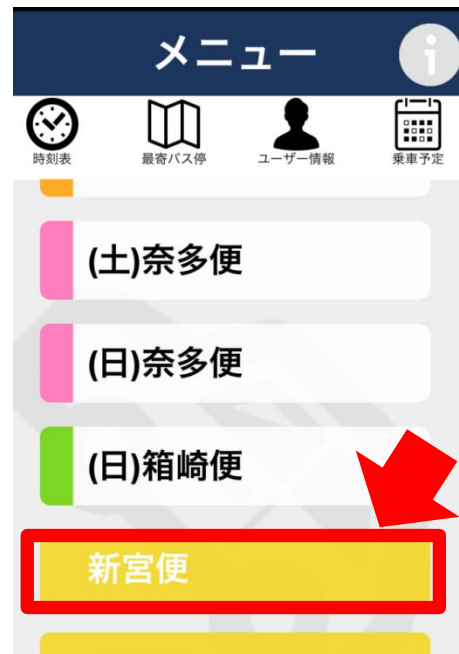 メニュー
時刻表
最寄バス停
ユーザー情報
乗車予定
(土)奈多便
(日)奈多便
(日)箱崎便
新宮便